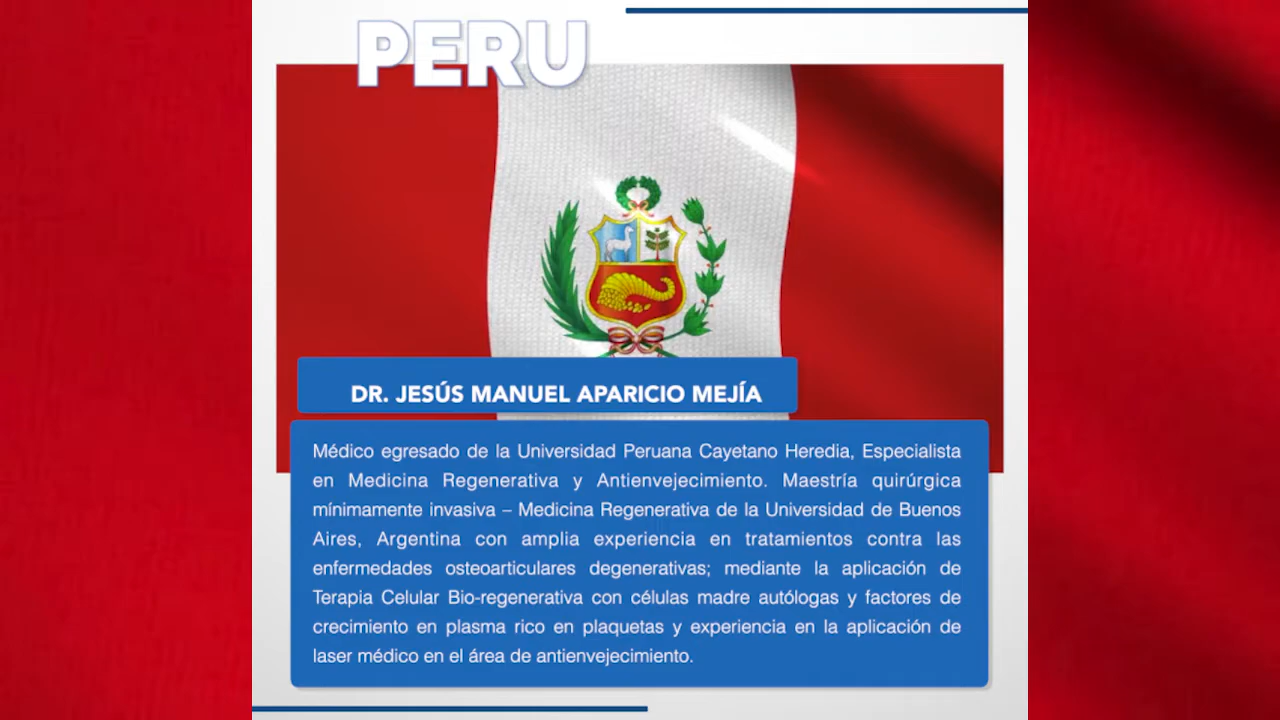 PERU
DR. JESÚS MANUEL APARICIO MEJÍA
Médico egresado de la Universidad Peruana Cayetano Heredia, Especialista
en Medicina Regenerativa y Antienvejecimiento. Maestría quirúrgica
mínimamente invasiva – Medicina Regenerativa de la Universidad de Buenos
Aires, Argentina con amplia experiencia en tratamientos contra las
enfermedades osteoarticulares degenerativas; mediante la aplicación de
Terapia Celular Bio-regenerativa con células madre autólogas y factores de
crecimiento en plasma rico en plaquetas y experiencia en la aplicación de
laser médico en el área de antienvejecimiento.